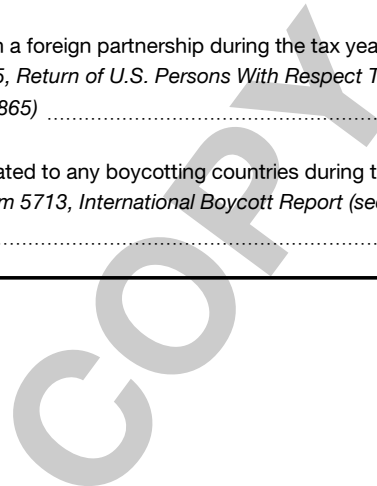 a foreign partnership during the tax yea
5, Return of U.S. Persons With Respect T
865)
ated to any boycotting countries during t
m 5713, International Boycott Report (se
COPY